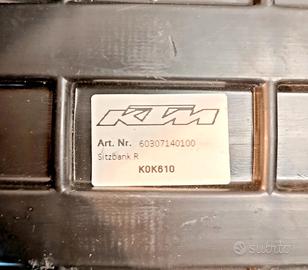 KTM
Art. Nr. 60307140100
Sitzbank R
K0K610
subito